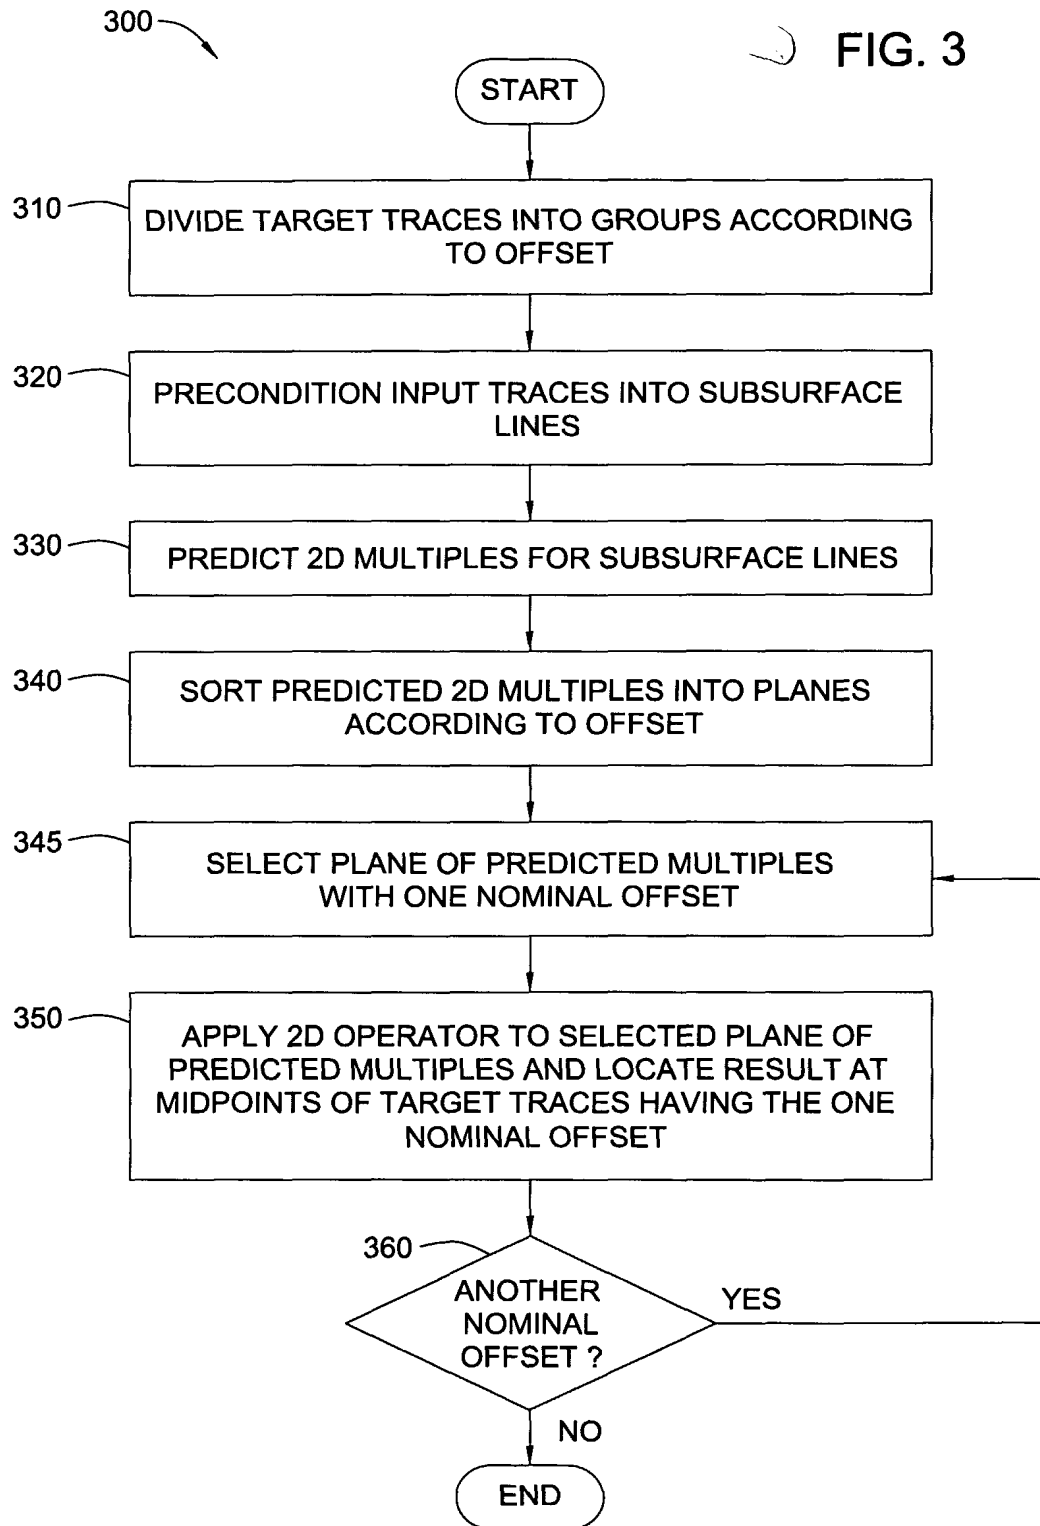 300
FIG. 3
START
310
DIVIDE TARGET TRACES INTO GROUPS ACCORDING
TO OFFSET
320
PRECONDITION INPUT TRACES INTO SUBSURFACE
LINES
330
PREDICT 2D MULTIPLES FOR SUBSURFACE LINES
340
SORT PREDICTED 2D MULTIPLES INTO PLANES
ACCORDING TO OFFSET
345
SELECT PLANE OF PREDICTED MULTIPLES
WITH ONE NOMINAL OFFSET
350
APPLY 2D OPERATOR TO SELECTED PLANE OF
PREDICTED MULTIPLES AND LOCATE RESULT AT
MIDPOINTS OF TARGET TRACES HAVING THE ONE
NOMINAL OFFSET
360
ANOTHER
NOMINAL
OFFSET ?
YES
NO
END